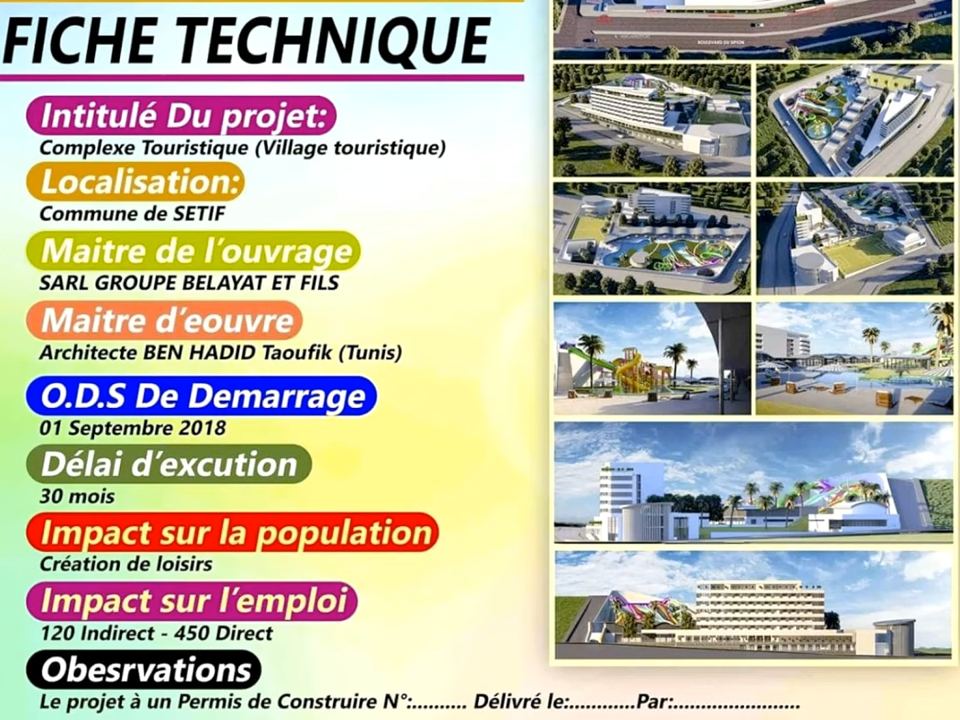 FICHE TECHNIQUE
Intitulé Du projet:
Complexe Touristique (Village touristique)
Localisation:
Commune de SETIF
Maitre de l'ouvrage
SARL GROUPE BELAYAT ET FILS
Maitre d'eouvre
Architecte BEN HADID Taoufik (Tunis)
O.D.S De Demarrage
01 Septembre 2018
Délai d'excution
30 mois
Impact sur la population
Création de loisirs
Impact sur l'emploi
120 Indirect - 450 Direct
Obesrvations
Le projet à un Permis de Construire N°:.......... Délivré le:............Par:.......................